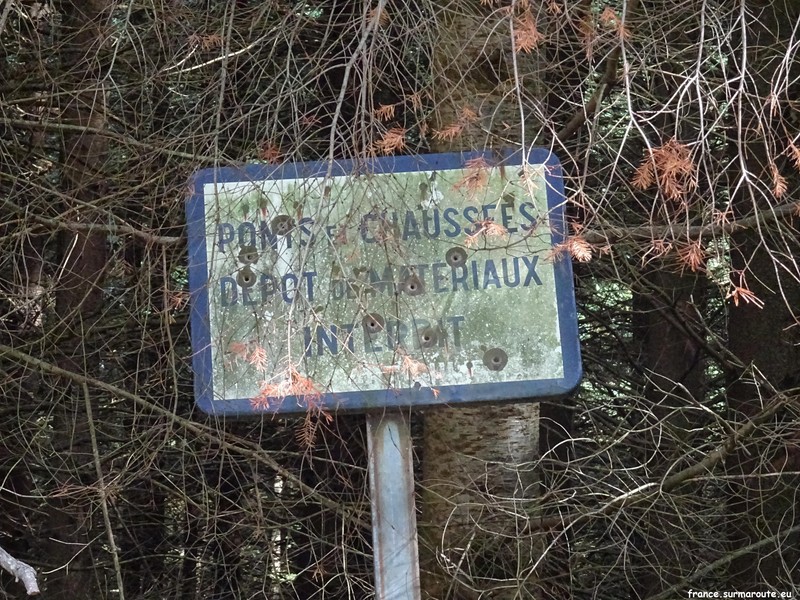 PONTS ET CHAUSSEES
DEPOT DE MATERIAUX
INTERDIT
france.surmaroute.eu